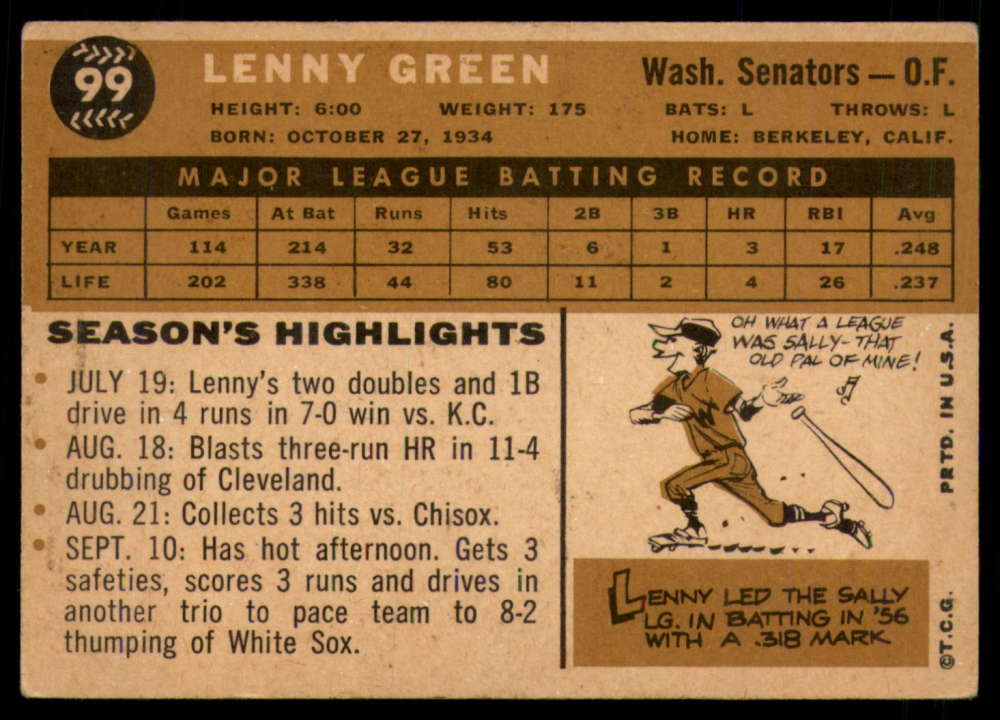 99
LENNY GREEN
Wash. Senators — O.F.
HEIGHT: 6:00 WEIGHT: 175 BATS: L THROWS: L
BORN: OCTOBER 27, 1934 HOME: BERKELEY, CALIF.
MAJOR LEAGUE BATTING RECORD
Games At Bat Runs Hits 2B 3B HR RBI Avg
YEAR 114 214 32 53 6 1 3 17 .248
LIFE 202 338 44 80 11 2 4 26 .237
SEASON'S HIGHLIGHTS
• JULY 19: Lenny's two doubles and 1B
drive in 4 runs in 7-0 win vs. K.C.
• AUG. 18: Blasts three-run HR in 11-4
drubbing of Cleveland.
• AUG. 21: Collects 3 hits vs. Chisox.
• SEPT. 10: Has hot afternoon. Gets 3
safeties, scores 3 runs and drives in
another trio to pace team to 8-2
thumping of White Sox.
OH WHAT A LEAGUE
WAS SALLY-THAT
OLD PAL OF MINE!
W
LENNY LED THE SALLY
LG. IN BATTING IN '56
WITH A .318 MARK
©T.C.G. PRTD. IN U.S.A.